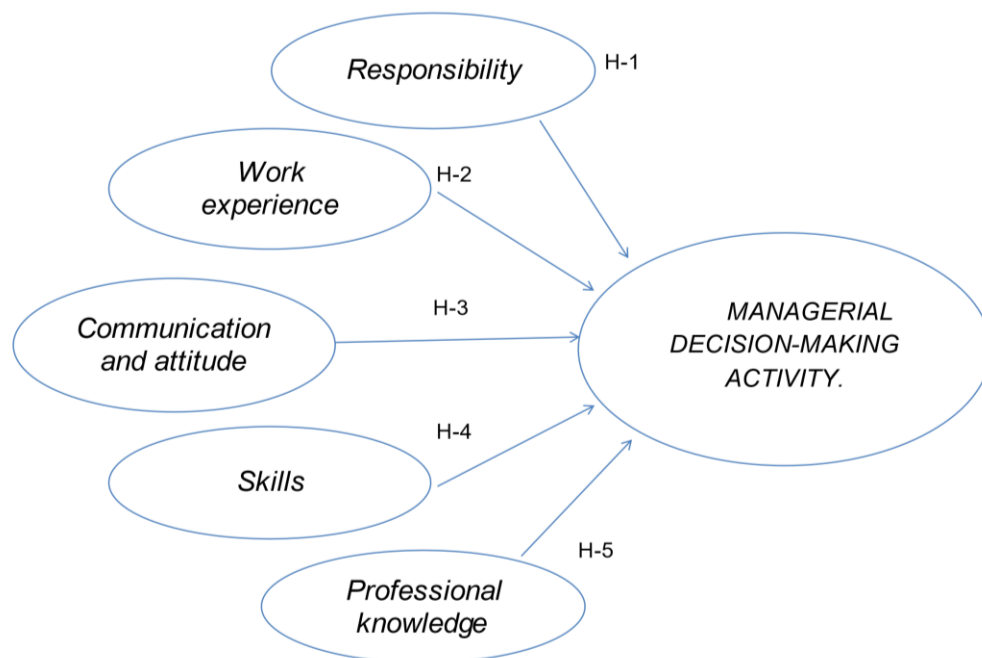 Responsibility
H-1
Work
experience
H-2
Communication
and attitude
H-3
MANAGERIAL
DECISION-MAKING
ACTIVITY.
Skills
H-4
Professional
knowledge
H-5